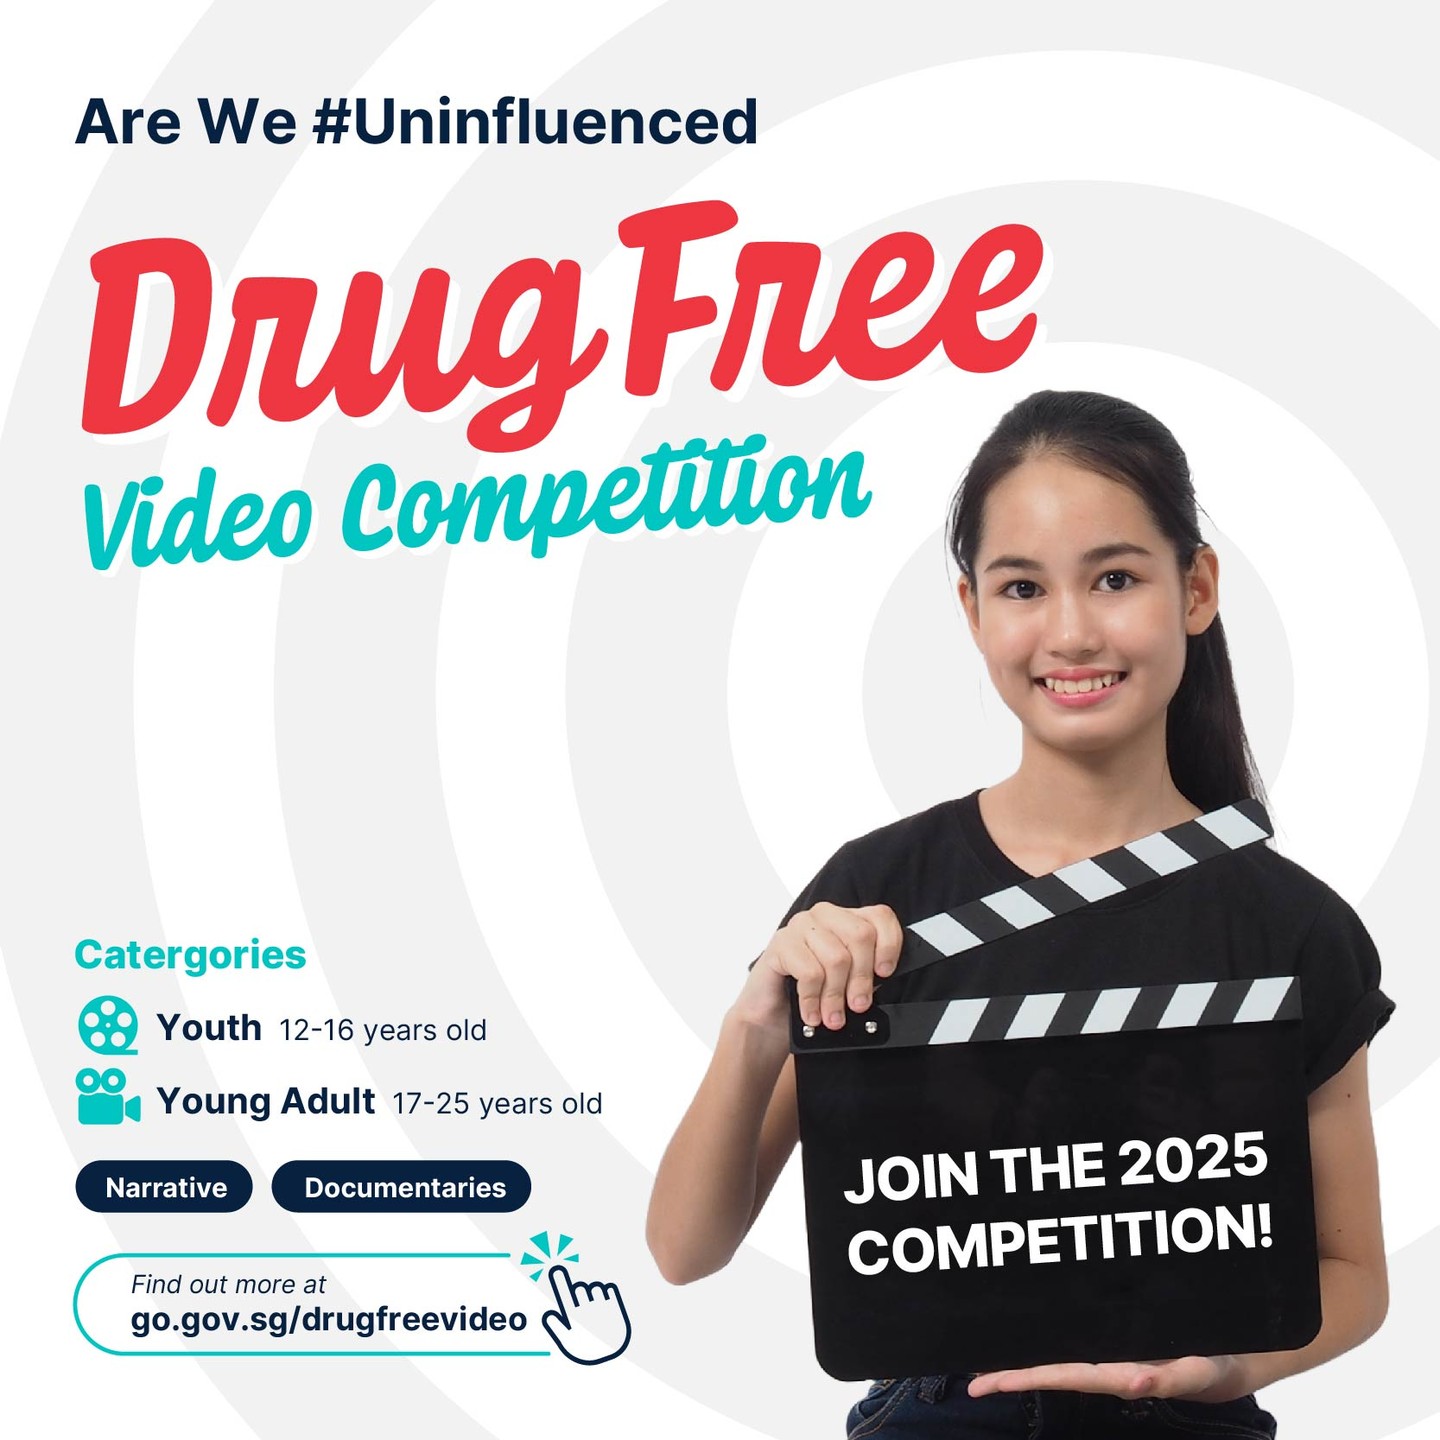 Are We #Uninfluenced
Drug Free
Video Competition
Catergories
Youth 12-16 years old
Young Adult 17-25 years old
Narrative Documentaries
Find out more at
go.gov.sg/drugfreevideo
JOIN THE 2025
COMPETITION!